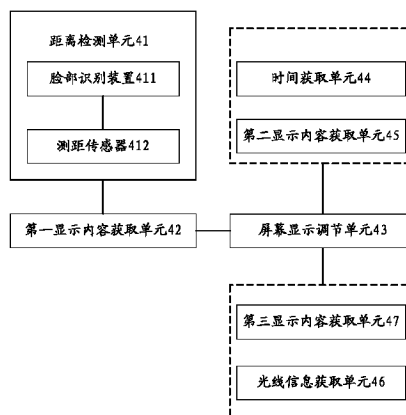 距离检测单元41
脸部识别装置411
测距传感器412
第一显示内容获取单元42
时间获取单元44
第二显示内容获取单元45
屏幕显示调节单元43
第三显示内容获取单元47
光线信息获取单元46